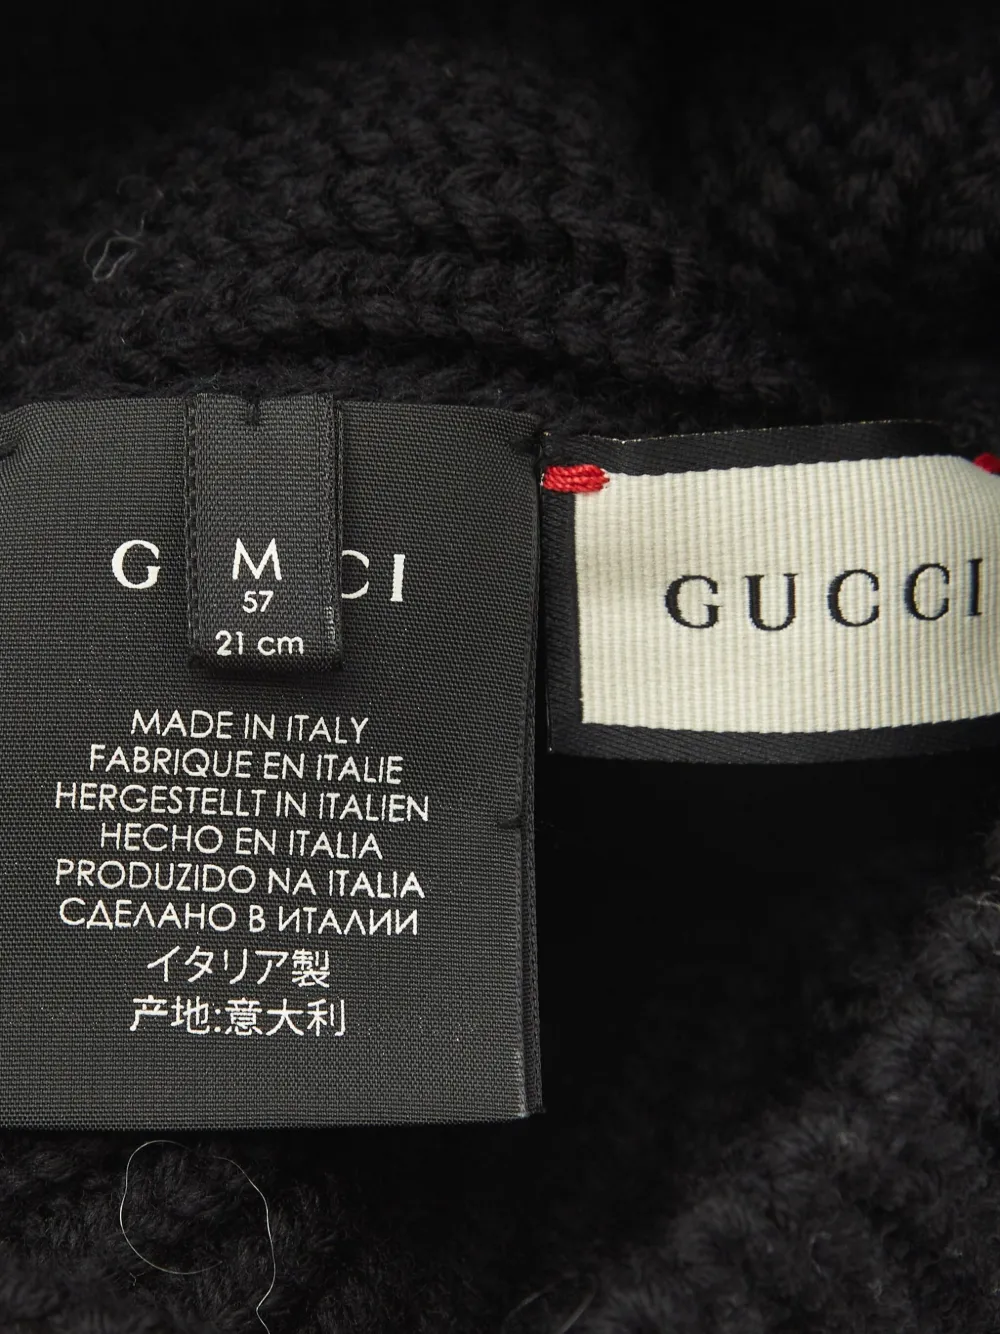 G CI
M
57
21 cm
MADE IN ITALY
FABRIQUE EN ITALIE
HERGESTELLT IN ITALIEN
HECHO EN ITALIA
PRODUZIDO NA ITALIA
СДЕЛАНО В ИТАЛИИ
イタリア製
产地:意大利
GUCCI